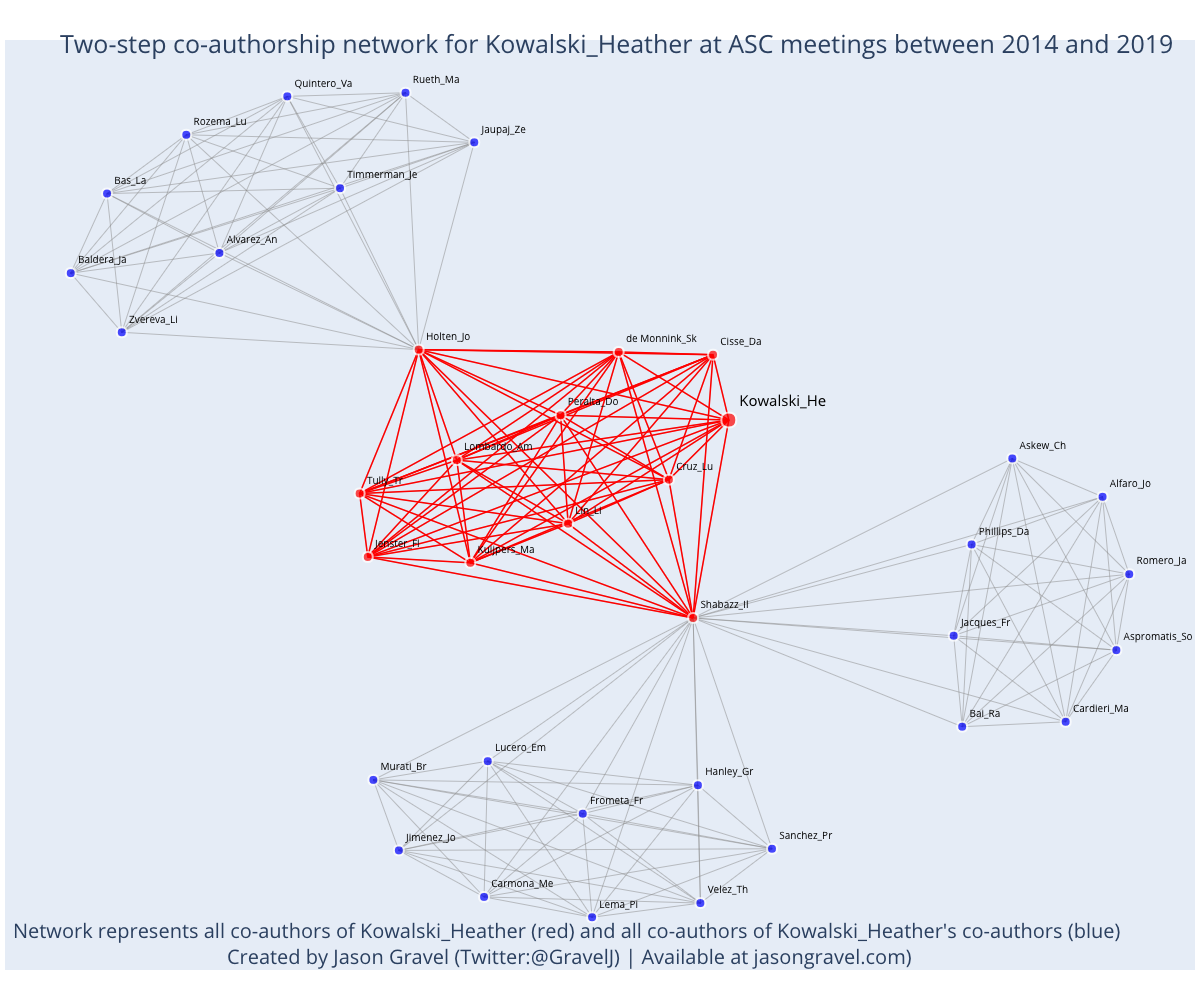 Two-step co-authorship network for Kowalski_Heather at ASC meetings between 2014 and 2019
Quintero_Va
Rueth_Ma
Rozema_Lu
Jaupaj_Ze
Timmerman_Je
Bas_La
Alvarez_An
Baldera_Ja
Zvereva_Li
Holten_Jo
de Monnink_Sk
Cisse_Da
Peralta_Do
Kowalski_He
Lombardo_Am
Cruz_Lu
Tully_Tr
Lin_Li
Jonster_Fi
Kuijpers_Ma
Askew_Ch
Alfaro_Jo
Phillips_Da
Romero_Ja
Shabazz_Il
Jacques_Fr
Aspromatis_So
Bai_Ra
Cardieri_Ma
Lucero_Em
Murati_Br
Hanley_Gr
Frometa_Fr
Jimenez_Jo
Sanchez_Pr
Carmona_Me
Velez_Th
Lema_Pi
Network represents all co-authors of Kowalski_Heather (red) and all co-authors of Kowalski_Heather's co-authors (blue)
Created by Jason Gravel (Twitter:@GravelJ) | Available at jasongravel.com)